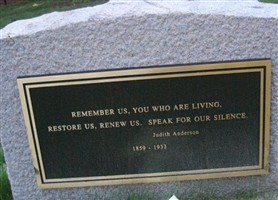 REMEMBER US, YOU WHO ARE LIVING,
RESTORE US, RENEW US. SPEAK FOR OUR SILENCE.
Judith Anderson
1859 - 1933